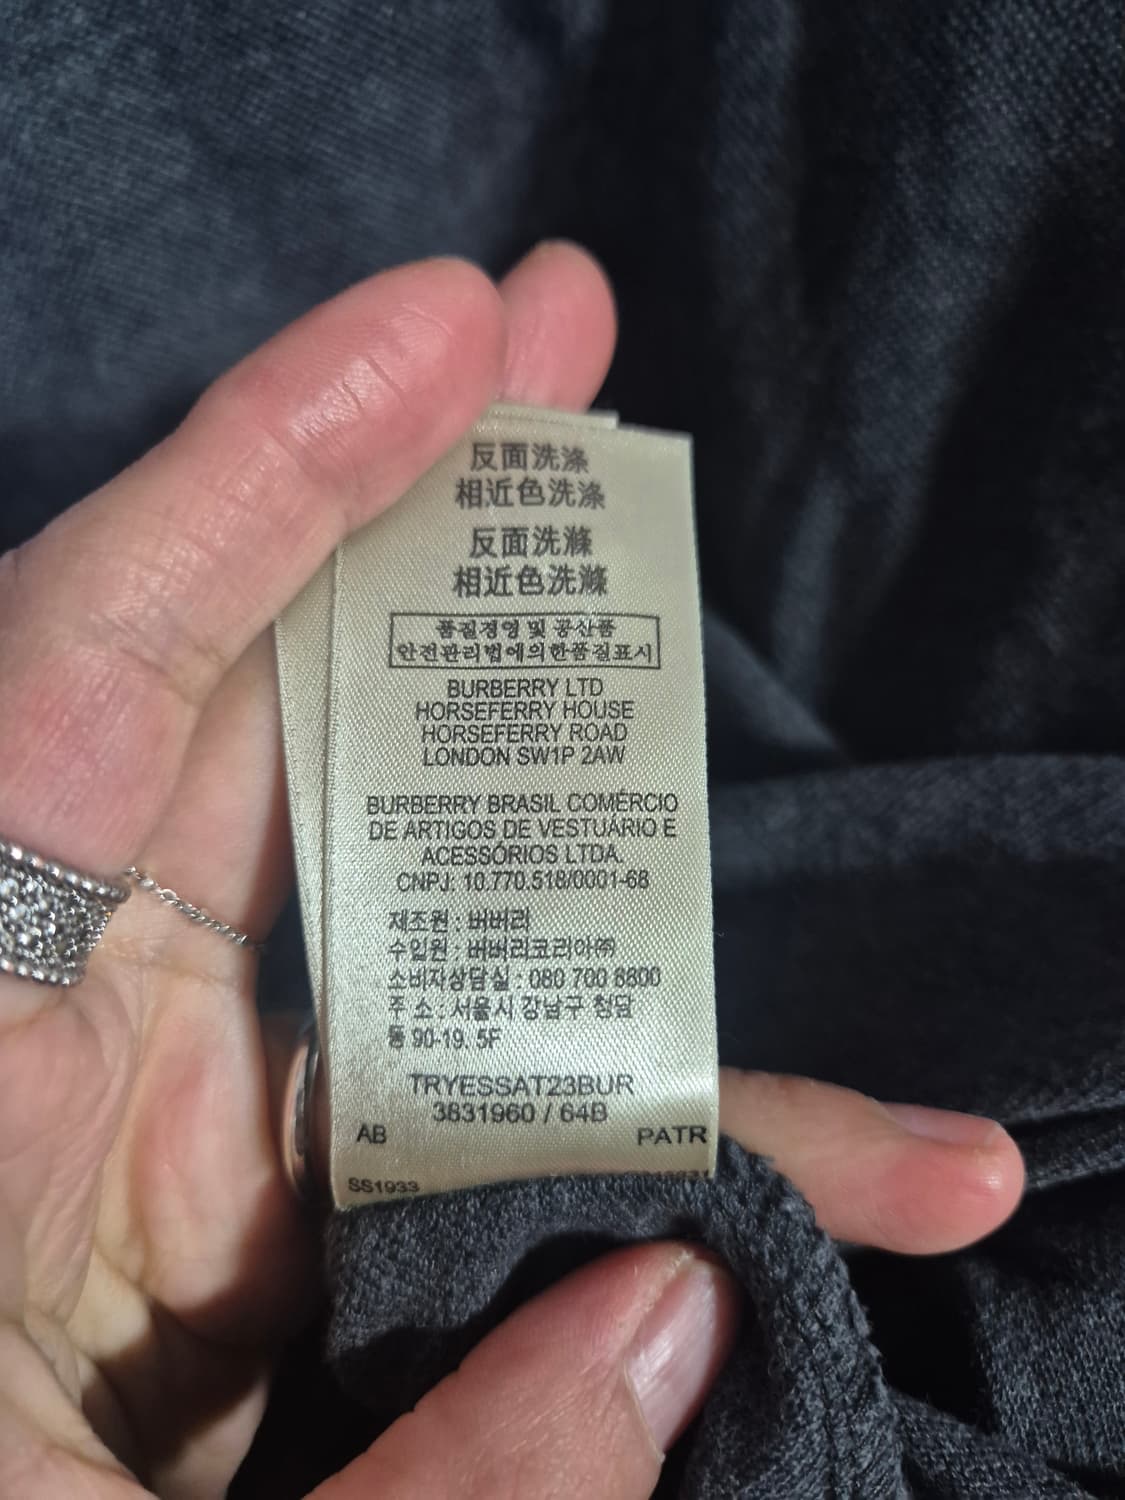 反面洗涤
相近色洗涤
反面洗滌
相近色洗滌
품질경영 및 공산품
안전관리법에의한품질표시
BURBERRY LTD
HORSEFERRY HOUSE
HORSEFERRY ROAD
LONDON SW1P 2AW
BURBERRY BRASIL COMÉRCIO
DE ARTIGOS DE VESTUÁRIO E
ACESSÓRIOS LTDA.
CNPJ: 10.770.518/0001-68
제조원 : 버버리
수입원 : 버버리코리아㈜
소비자상담실 : 080 700 8800
주 소 : 서울시 강남구 청담
동 90-19. 5F
TRYESSAT23BUR
3831960 / 64B
AB PATR
SS1933